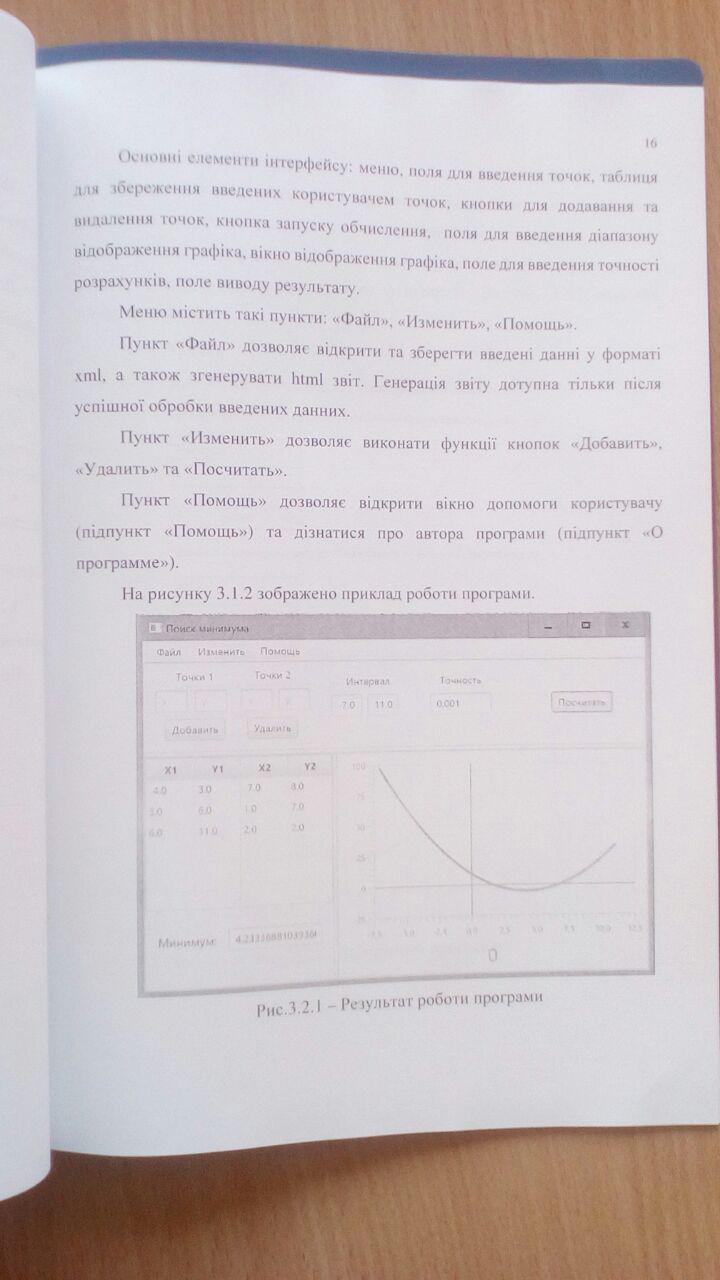 16
Основні елементи інтерфейсу: меню, поля для введення точок, таблиця
для збереження введених користувачем точок, кнопки для додавання та
видалення точок, кнопка запуску обчислення, поля для введення діапазону
відображення графіка, вікно відображення графіка, поле для введення точності
розрахунків, поле виводу результату.
Меню містить такі пункти: «Файл», «Изменить», «Помощь».
Пункт «Файл» дозволяє відкрити та зберегти введені данні у форматі
xml, а також згенерувати html звіт. Генерація звіту дотупна тільки після
успішної обробки введених данних.
Пункт «Изменить» дозволяє виконати функції кнопок «Добавить»,
«Удалить» та «Посчитать».
Пункт «Помощь» дозволяє відкрити вікно допомоги користувачу
(підпункт «Помощь») та дізнатися про автора програми (підпункт «О
программе»).
На рисунку 3.1.2 зображено приклад роботи програми.
Поиск минимума
Файл Изменить Помощь
Точки 1 Точки 2 Интервал Точность
x y x y -7.0 11.0 0.001 Посчитать
Добавить Удалить
X1 Y1 X2 Y2
4.0 3.0 7.0 8.0
6.0 1.0 7.0
6.0 11.0 2.0 2.0
100
75
50
25
0
-7,5 -5,0 -2,5 0,0 2,5 5,0 7,5 10,0 12,5
0
Минимум:
Рис.3.2.1 – Результат роботи програми